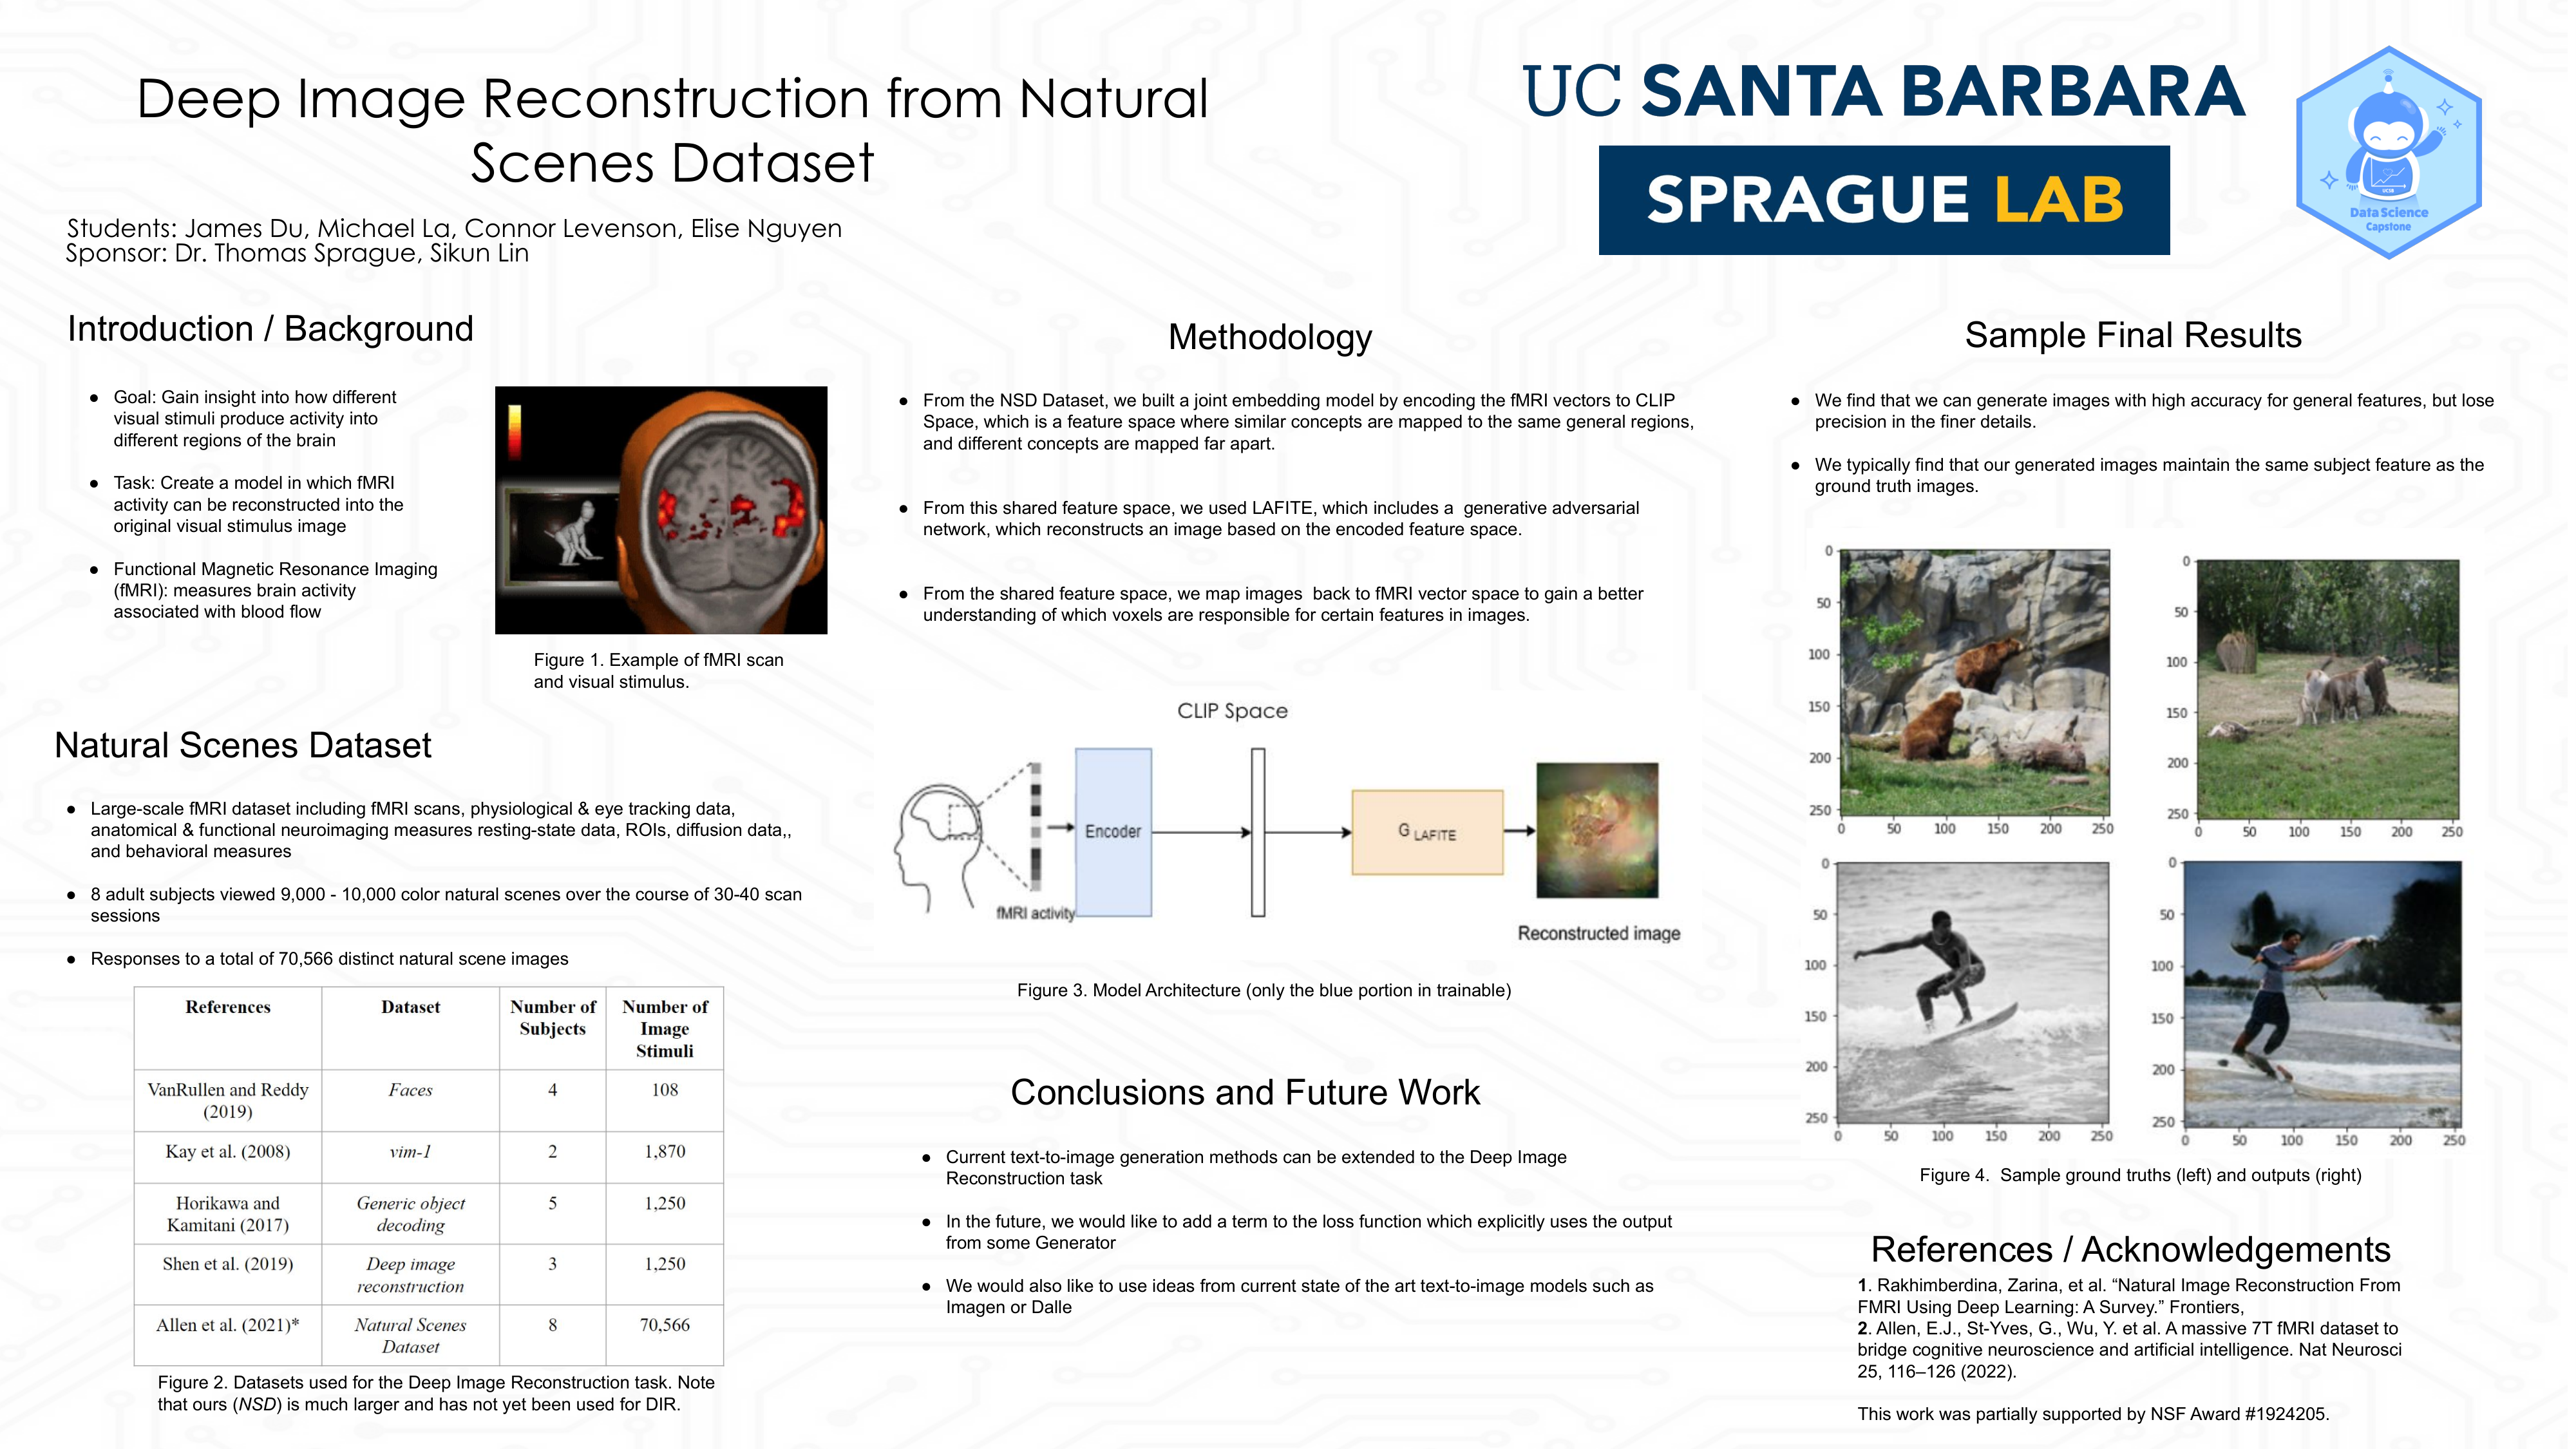 Deep Image Reconstruction from Natural
Scenes Dataset
Students: James Du, Michael La, Connor Levenson, Elise Nguyen
Sponsor: Dr. Thomas Sprague, Sikun Lin
UC SANTA BARBARA
SPRAGUE LAB
UCSB
Data Science
Capstone
Introduction / Background
● Goal: Gain insight into how different
visual stimuli produce activity into
different regions of the brain
● Task: Create a model in which fMRI
activity can be reconstructed into the
original visual stimulus image
● Functional Magnetic Resonance Imaging
(fMRI): measures brain activity
associated with blood flow
Figure 1. Example of fMRI scan
and visual stimulus.
Natural Scenes Dataset
● Large-scale fMRI dataset including fMRI scans, physiological & eye tracking data,
anatomical & functional neuroimaging measures resting-state data, ROIs, diffusion data,,
and behavioral measures
● 8 adult subjects viewed 9,000 - 10,000 color natural scenes over the course of 30-40 scan
sessions
● Responses to a total of 70,566 distinct natural scene images
References Dataset Number of Subjects Number of Image Stimuli
VanRullen and Reddy (2019) Faces 4 108
Kay et al. (2008) vim-1 2 1,870
Horikawa and Kamitani (2017) Generic object decoding 5 1,250
Shen et al. (2019) Deep image reconstruction 3 1,250
Allen et al. (2021)* Natural Scenes Dataset 8 70,566
Figure 2. Datasets used for the Deep Image Reconstruction task. Note
that ours (NSD) is much larger and has not yet been used for DIR.
Methodology
● From the NSD Dataset, we built a joint embedding model by encoding the fMRI vectors to CLIP
Space, which is a feature space where similar concepts are mapped to the same general regions,
and different concepts are mapped far apart.
● From this shared feature space, we used LAFITE, which includes a generative adversarial
network, which reconstructs an image based on the encoded feature space.
● From the shared feature space, we map images back to fMRI vector space to gain a better
understanding of which voxels are responsible for certain features in images.
CLIP Space
Encoder
G LAFITE
fMRI activity
Reconstructed image
Figure 3. Model Architecture (only the blue portion in trainable)
Conclusions and Future Work
● Current text-to-image generation methods can be extended to the Deep Image
Reconstruction task
● In the future, we would like to add a term to the loss function which explicitly uses the output
from some Generator
● We would also like to use ideas from current state of the art text-to-image models such as
Imagen or Dalle
Sample Final Results
● We find that we can generate images with high accuracy for general features, but lose
precision in the finer details.
● We typically find that our generated images maintain the same subject feature as the
ground truth images.
0
50
100
150
200
250
0 50 100 150 200 250
0
50
100
150
200
250
0 50 100 150 200 250
0
50
100
150
200
250
0 50 100 150 200 250
0
50
100
150
200
250
0 50 100 150 200 250
Figure 4. Sample ground truths (left) and outputs (right)
References / Acknowledgements
1. Rakhimberdina, Zarina, et al. “Natural Image Reconstruction From
FMRI Using Deep Learning: A Survey.” Frontiers,
2. Allen, E.J., St-Yves, G., Wu, Y. et al. A massive 7T fMRI dataset to
bridge cognitive neuroscience and artificial intelligence. Nat Neurosci
25, 116–126 (2022).
This work was partially supported by NSF Award #1924205.